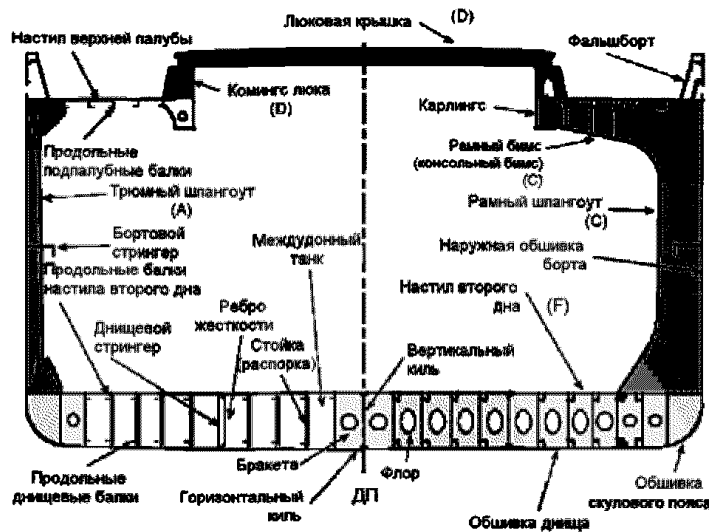 Люковая крышка (D)
Настил верхней палубы
Фальшборт
Комингс люка
(D)
Карлингс
Рамный бимс
(консольный бимс)
(C)
Продольные
подпалубные балки
Трюмный шпангоут
(A)
Рамный шпангоут
(C)
Бортовой
стрингер
Междудонный
танк
Наружная обшивка
борта
Продольные балки
настила второго дна
Настил второго
дна (F)
Ребро
жесткости
Днищевой
стрингер
Стойка
(распорка)
Вертикальный
киль
Бракета
Флор
Продольные
днищевые балки
Горизонтальный
киль
ДП
Обшивка днища
Обшивка
скулового пояса